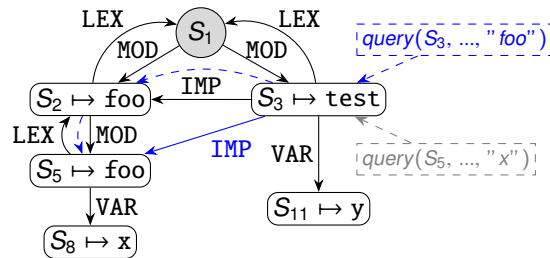 LEX S₁ LEX
MOD MOD
query(S₃, ..., "foo")
S₂ ↦ foo IMP S₃ ↦ test
LEX MOD
S₅ ↦ foo IMP VAR query(S₅, ..., "x")
VAR
S₈ ↦ x S₁₁ ↦ y